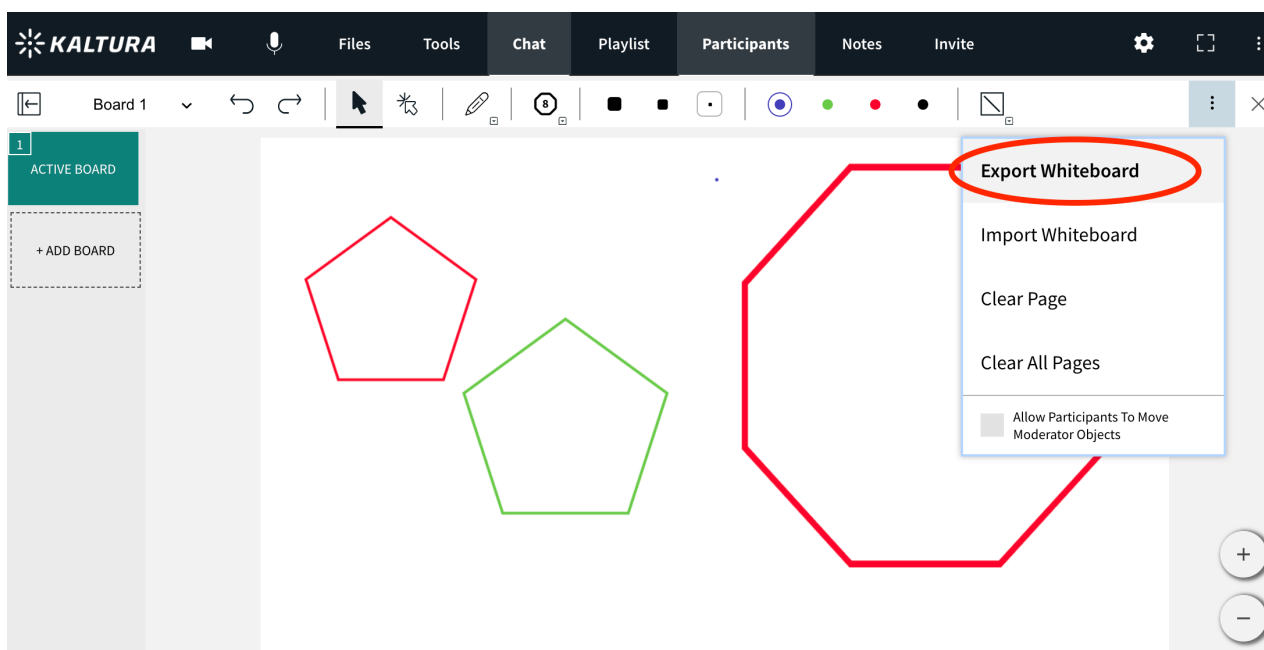 KALTURA Files Tools Chat Playlist Participants Notes Invite
Board 1 8
1
ACTIVE BOARD
+ ADD BOARD
Export Whiteboard
Import Whiteboard
Clear Page
Clear All Pages
Allow Participants To Move
Moderator Objects